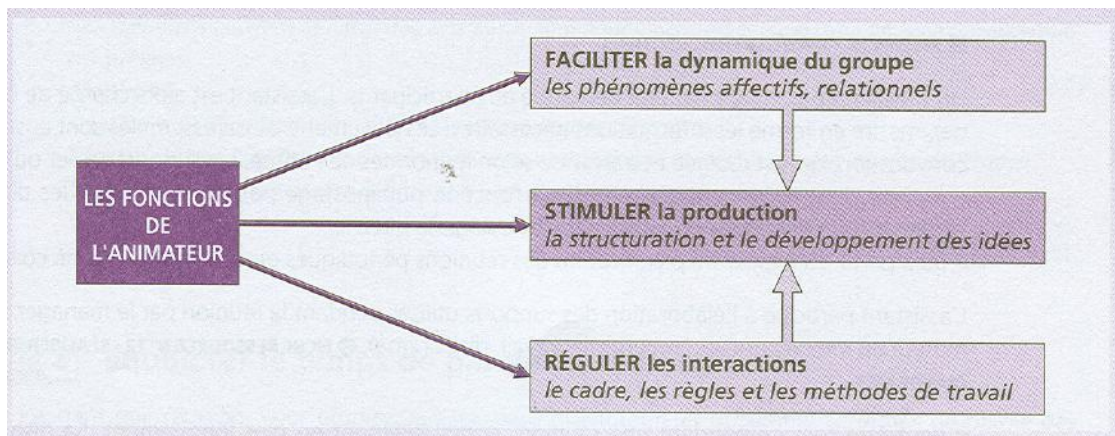 LES FONCTIONS
DE
L'ANIMATEUR
FACILITER la dynamique du groupe
les phénomènes affectifs, relationnels
STIMULER la production
la structuration et le développement des idées
RÉGULER les interactions
le cadre, les règles et les méthodes de travail